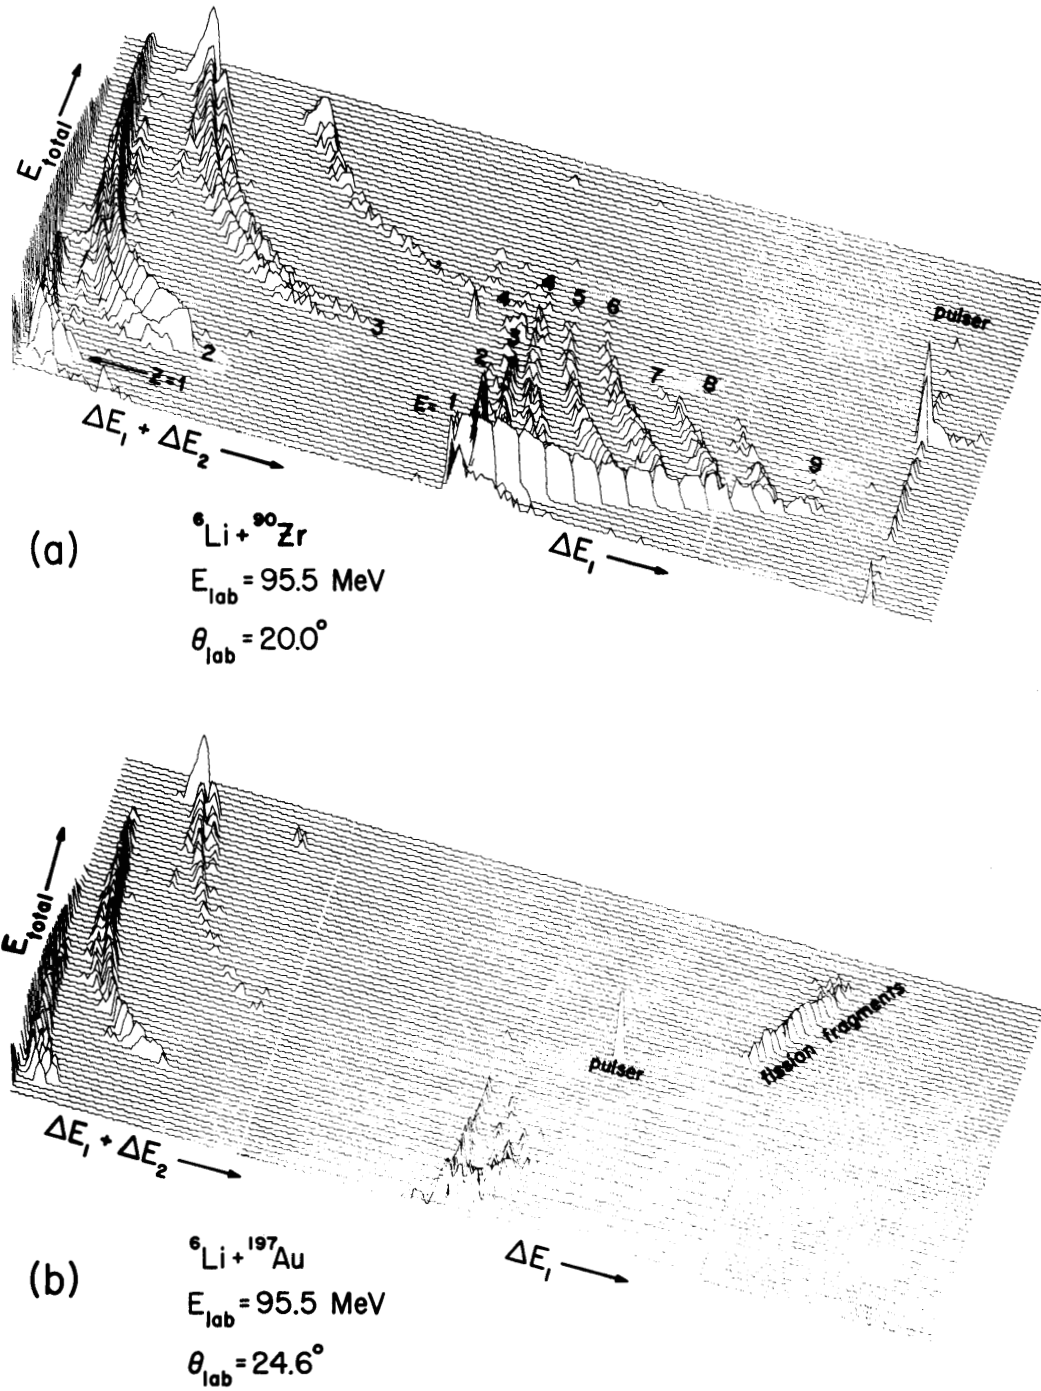 E_total
4
4 5 6
pulser
3
3
2
7 8
2
Z=1
E= 1
9
ΔE₁ + ΔE₂
ΔE₁
(a)
⁶Li + ⁹⁰Zr
E_lab = 95.5 MeV
θ_lab = 20.0°
E_total
fission fragments
pulser
ΔE₁ + ΔE₂
ΔE₁
(b)
⁶Li + ¹⁹⁷Au
E_lab = 95.5 MeV
θ_lab = 24.6°